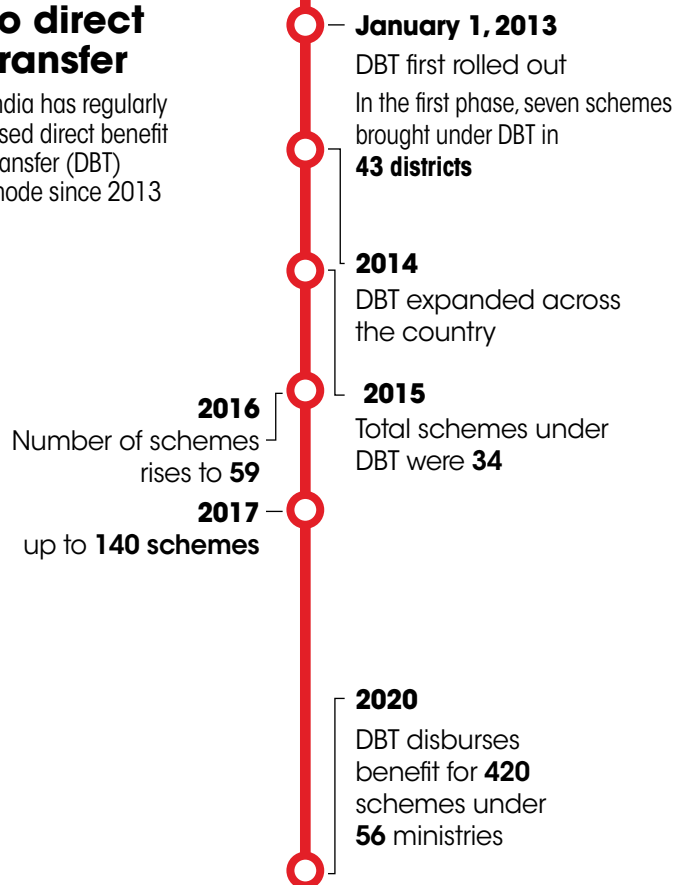 o direct
ransfer
ndia has regularly
sed direct benefit
ansfer (DBT)
node since 2013
January 1, 2013
DBT first rolled out
In the first phase, seven schemes
brought under DBT in
43 districts
2014
DBT expanded across
the country
2015
Total schemes under
DBT were 34
2016
Number of schemes
rises to 59
2017
up to 140 schemes
2020
DBT disburses
benefit for 420
schemes under
56 ministries